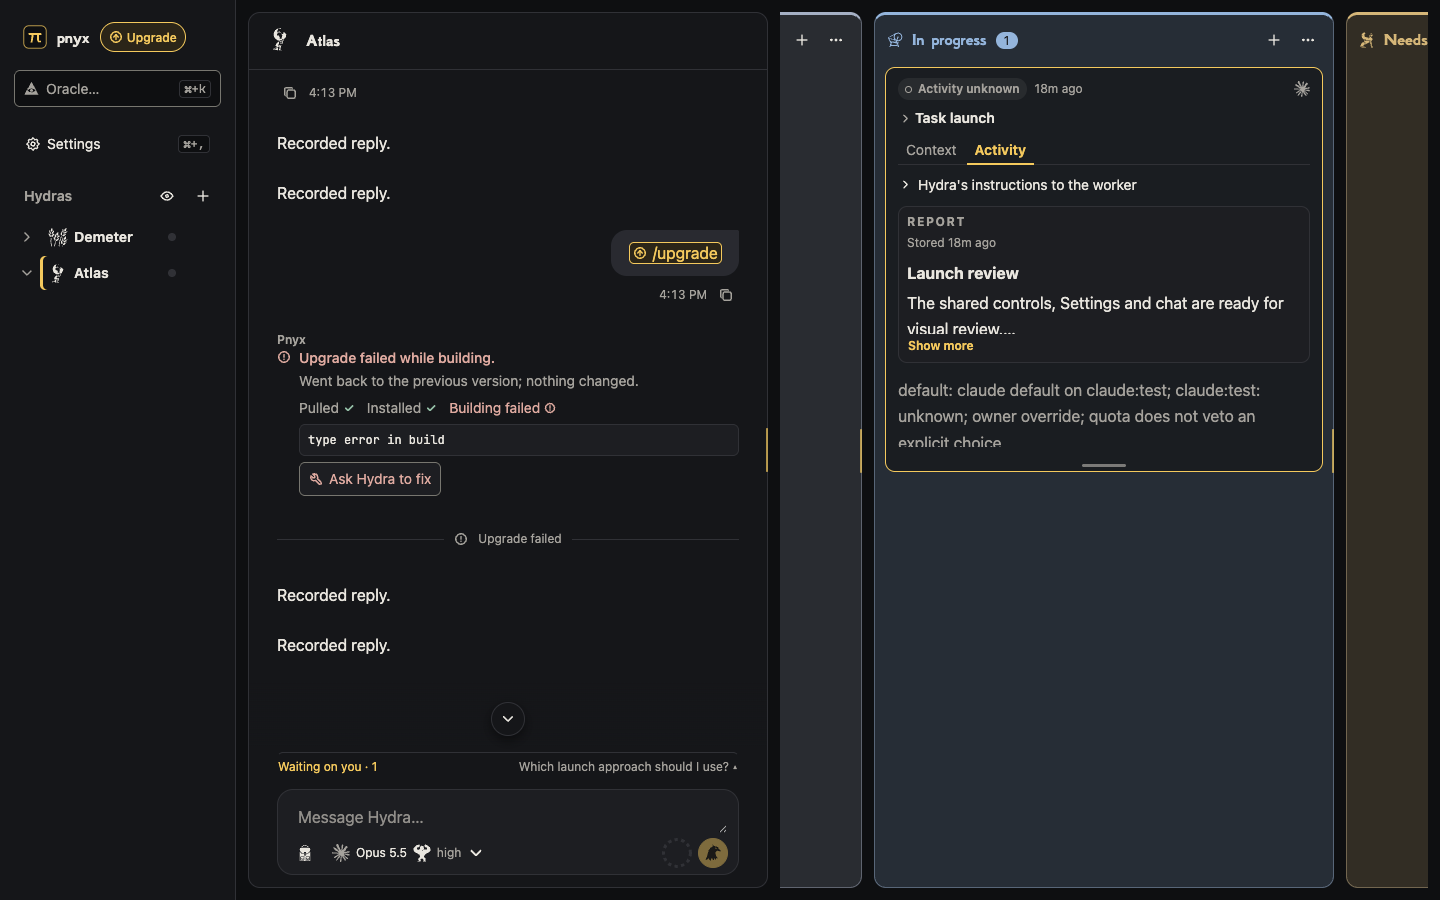 pnyx
Upgrade
Oracle...
⌘+k
Settings
⌘+,
Hydras
Demeter
Atlas
Atlas
4:13 PM
Recorded reply.
Recorded reply.
/upgrade
4:13 PM
Pnyx
Upgrade failed while building.
Went back to the previous version; nothing changed.
Pulled ✓ Installed ✓ Building failed
type error in build
Ask Hydra to fix
Upgrade failed
Recorded reply.
Recorded reply.
Waiting on you · 1
Which launch approach should I use?
Message Hydra...
Opus 5.5 high
In progress 1
Activity unknown 18m ago
Task launch
Context Activity
Hydra's instructions to the worker
REPORT
Stored 18m ago
Launch review
The shared controls, Settings and chat are ready for
visual review....
Show more
default: claude default on claude:test; claude:test:
unknown; owner override; quota does not veto an
explicit choice
Needs